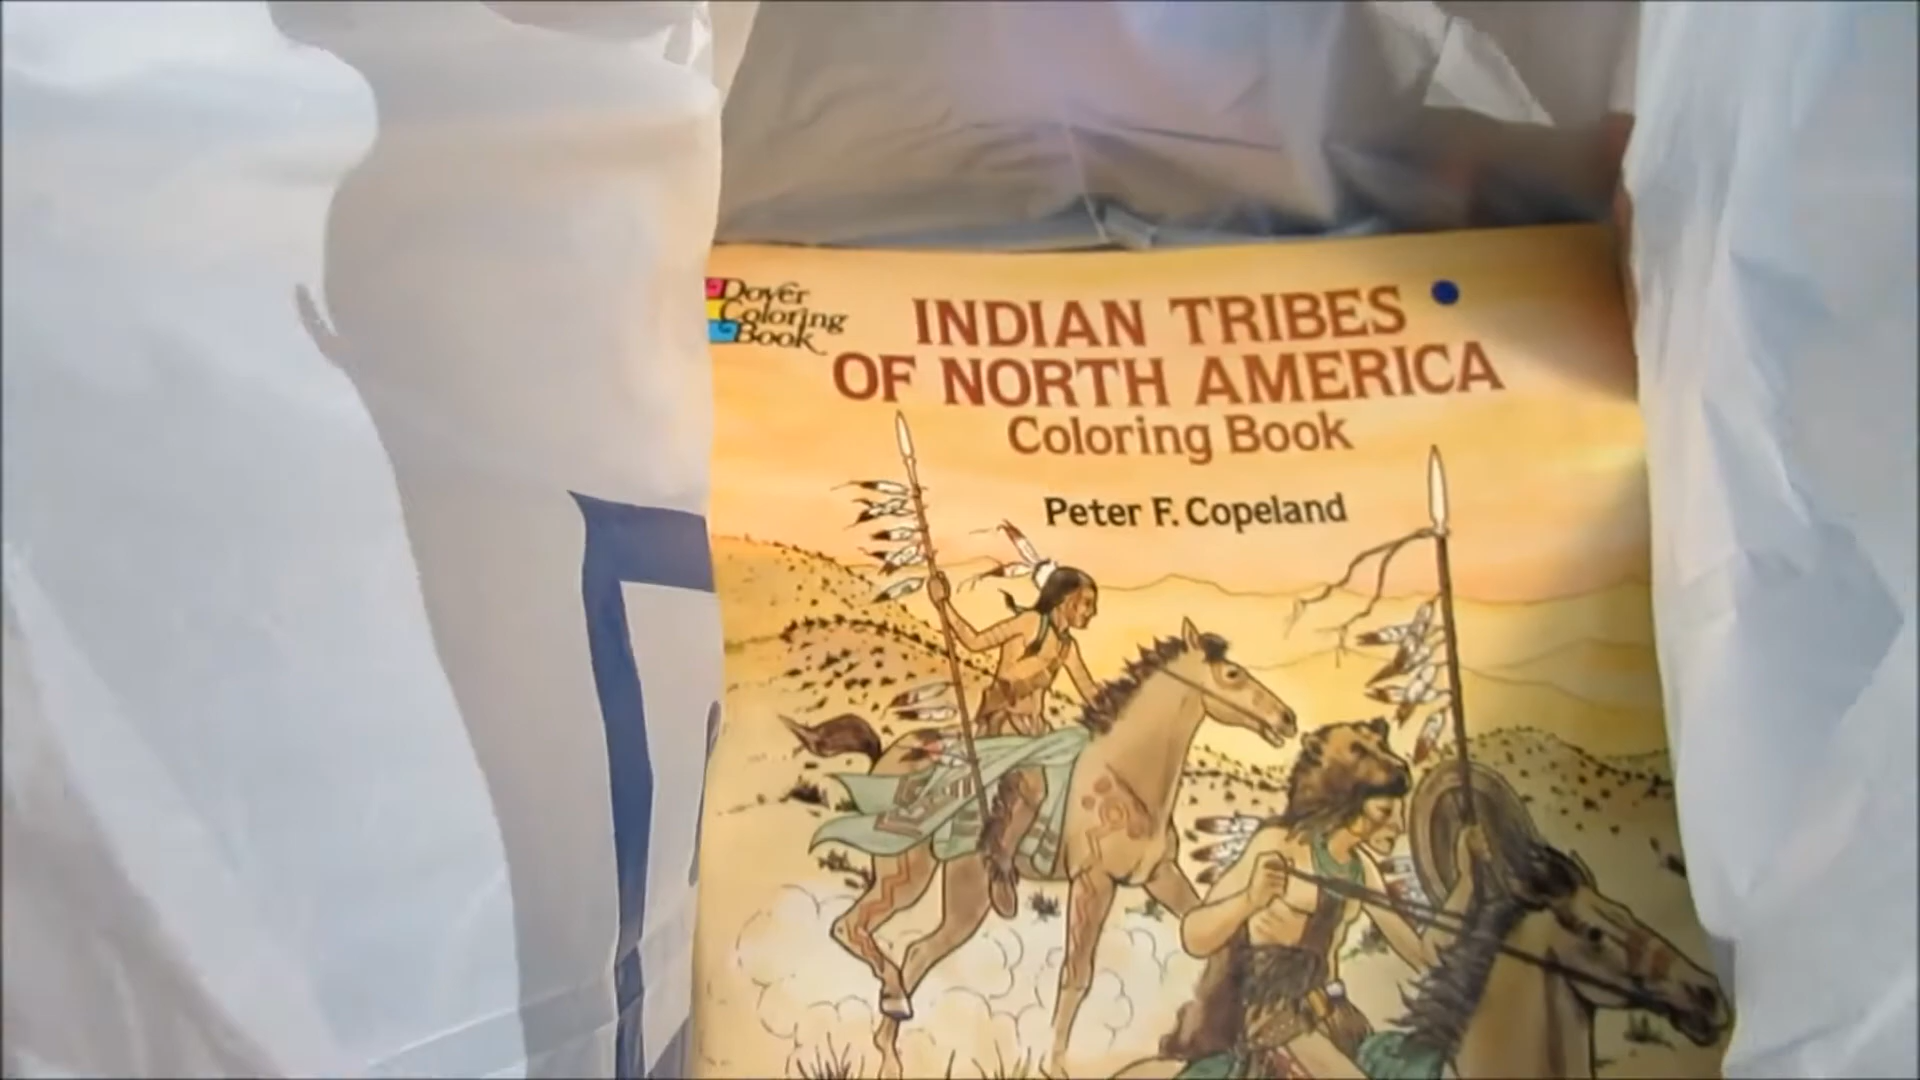 Dover
Coloring
Book
INDIAN TRIBES
OF NORTH AMERICA
Coloring Book
Peter F. Copeland